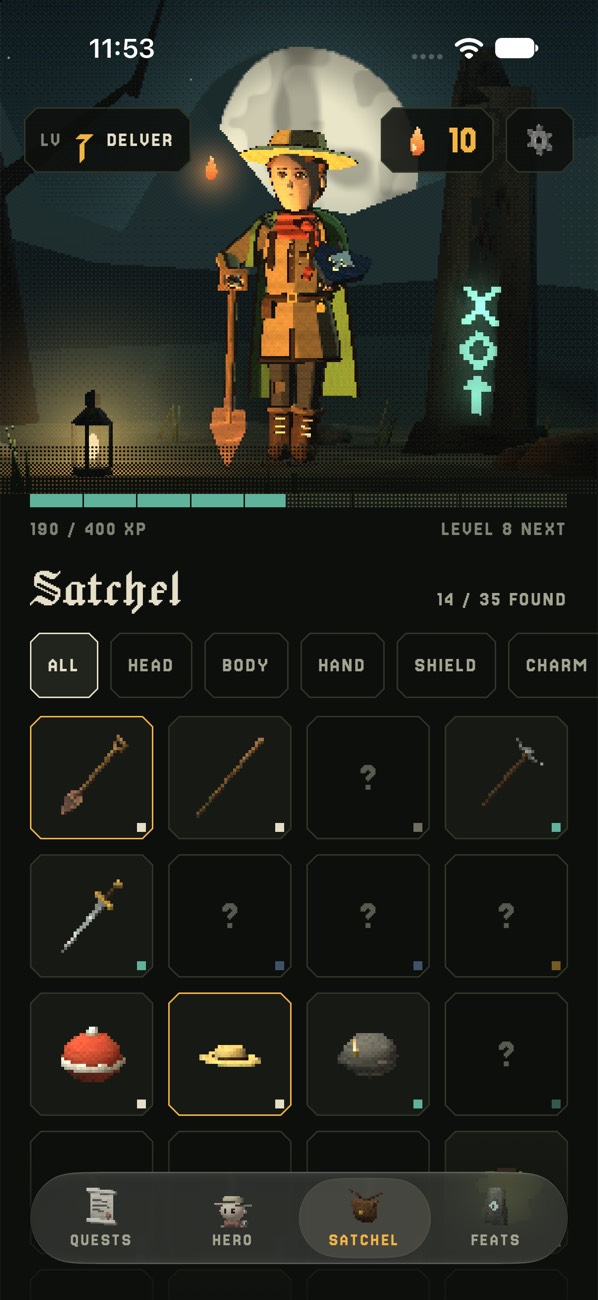 11:53
LV 7 DELVER
10
190 / 400 XP
LEVEL 8 NEXT
Satchel
14 / 35 FOUND
ALL
HEAD
BODY
HAND
SHIELD
CHARM
?
?
?
?
?
QUESTS
HERO
SATCHEL
FEATS